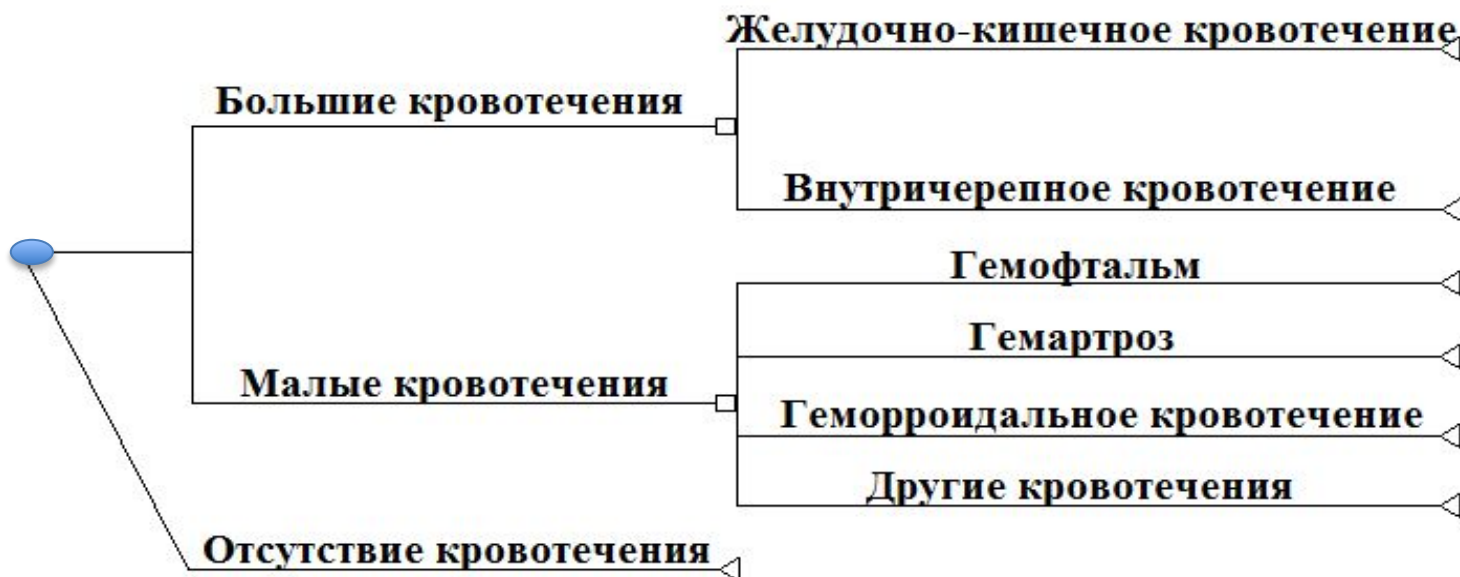 Желудочно-кишечное кровотечение
Большие кровотечения
Внутричерепное кровотечение
Гемофтальм
Гемартроз
Малые кровотечения
Геморроидальное кровотечение
Другие кровотечения
Отсутствие кровотечения